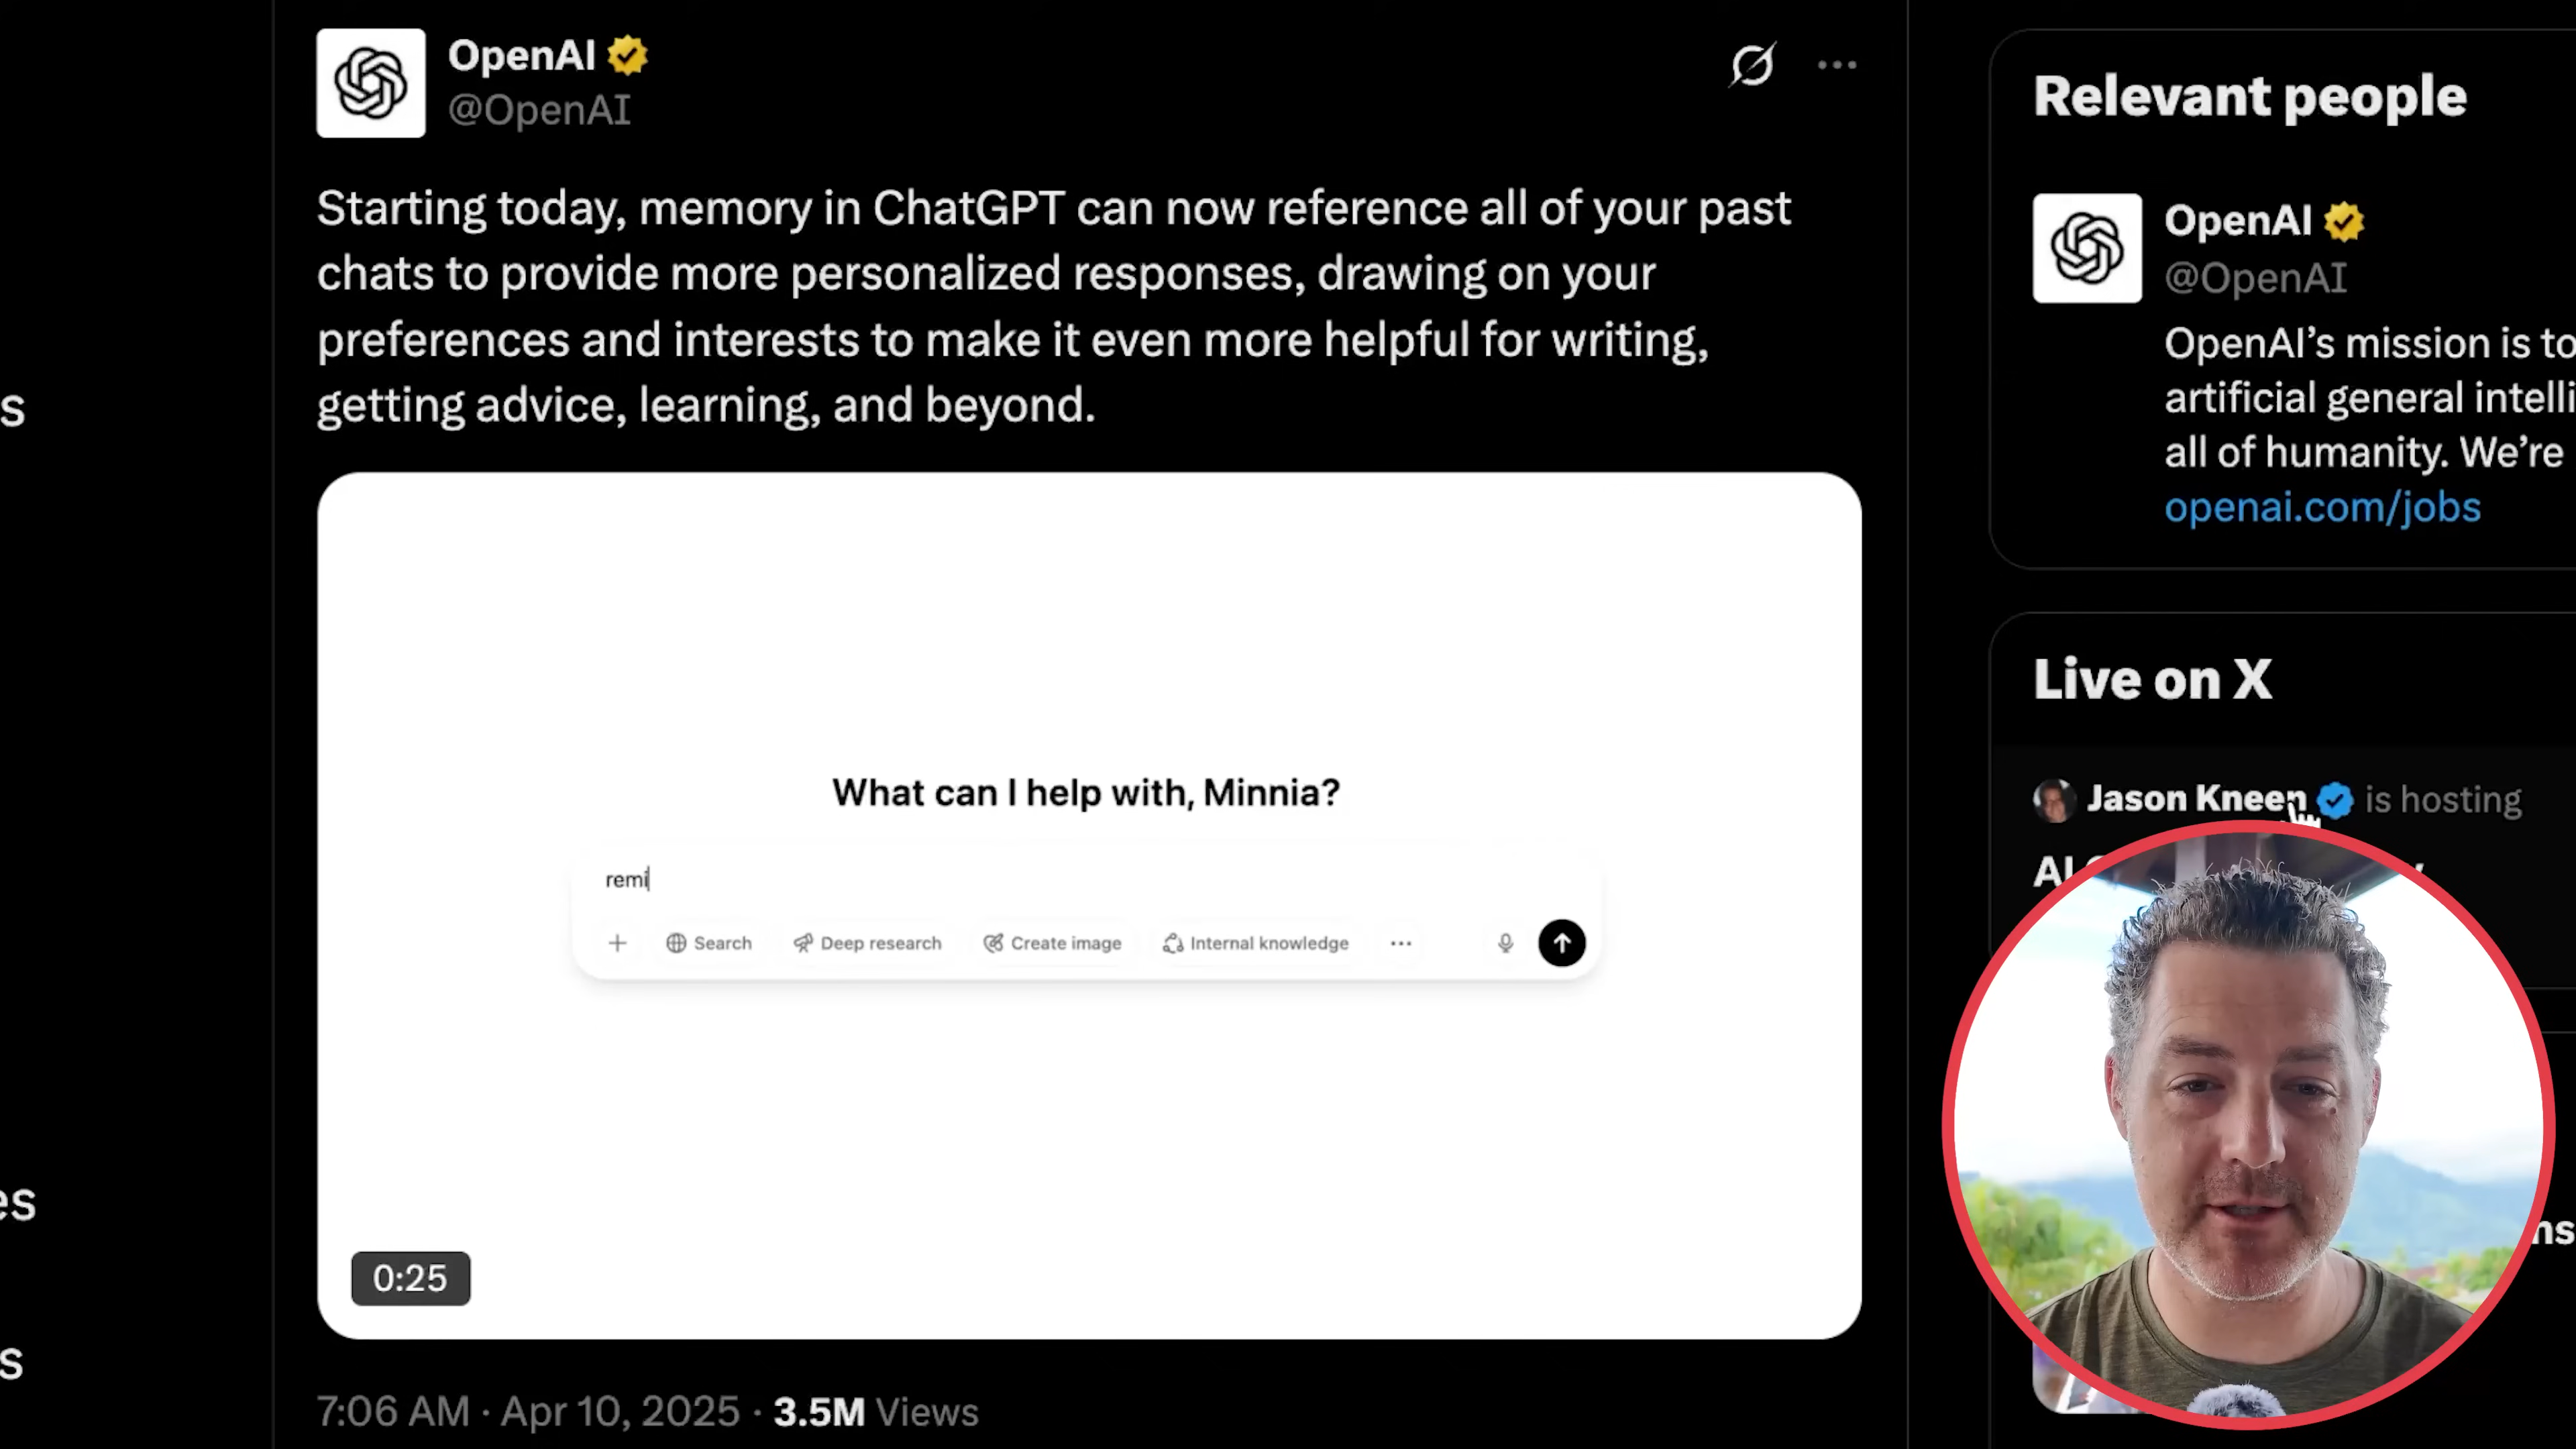 OpenAI
@OpenAI
Starting today, memory in ChatGPT can now reference all of your past
chats to provide more personalized responses, drawing on your
preferences and interests to make it even more helpful for writing,
getting advice, learning, and beyond.
What can I help with, Minnia?
remi
Search
Deep research
Create image
Internal knowledge
0:25
7:06 AM · Apr 10, 2025 · 3.5M Views
Relevant people
OpenAI
@OpenAI
OpenAI’s mission is to
artificial general intelli
all of humanity. We’re
openai.com/jobs
Live on X
Jason Kneen is hosting
AI
s
es
s
ns